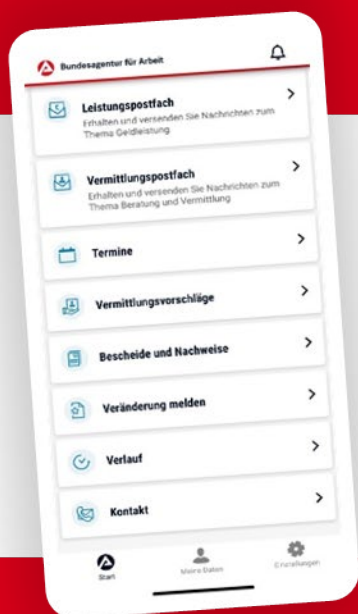 Bundesagentur für Arbeit
Leistungspostfach
Erhalten und versenden Sie Nachrichten zum
Thema Geldleistung
Vermittlungspostfach
Erhalten und versenden Sie Nachrichten zum
Thema Beratung und Vermittlung
Termine
Vermittlungsvorschläge
Bescheide und Nachweise
Veränderung melden
Verlauf
Kontakt
Start
Meine Daten
Einstellungen